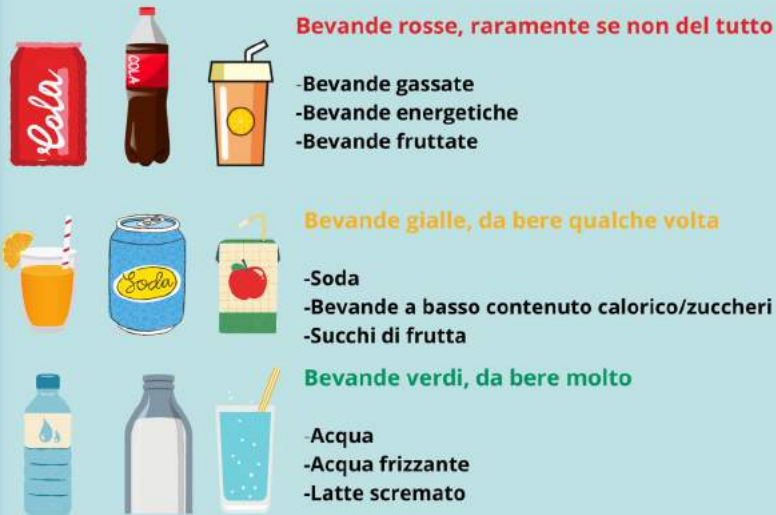 Bevande rosse, raramente se non del tutto
Cola
COLA
-Bevande gassate
-Bevande energetiche
-Bevande fruttate
Bevande gialle, da bere qualche volta
Soda
-Soda
-Bevande a basso contenuto calorico/zuccheri
-Succhi di frutta
Bevande verdi, da bere molto
-Acqua
-Acqua frizzante
-Latte scremato